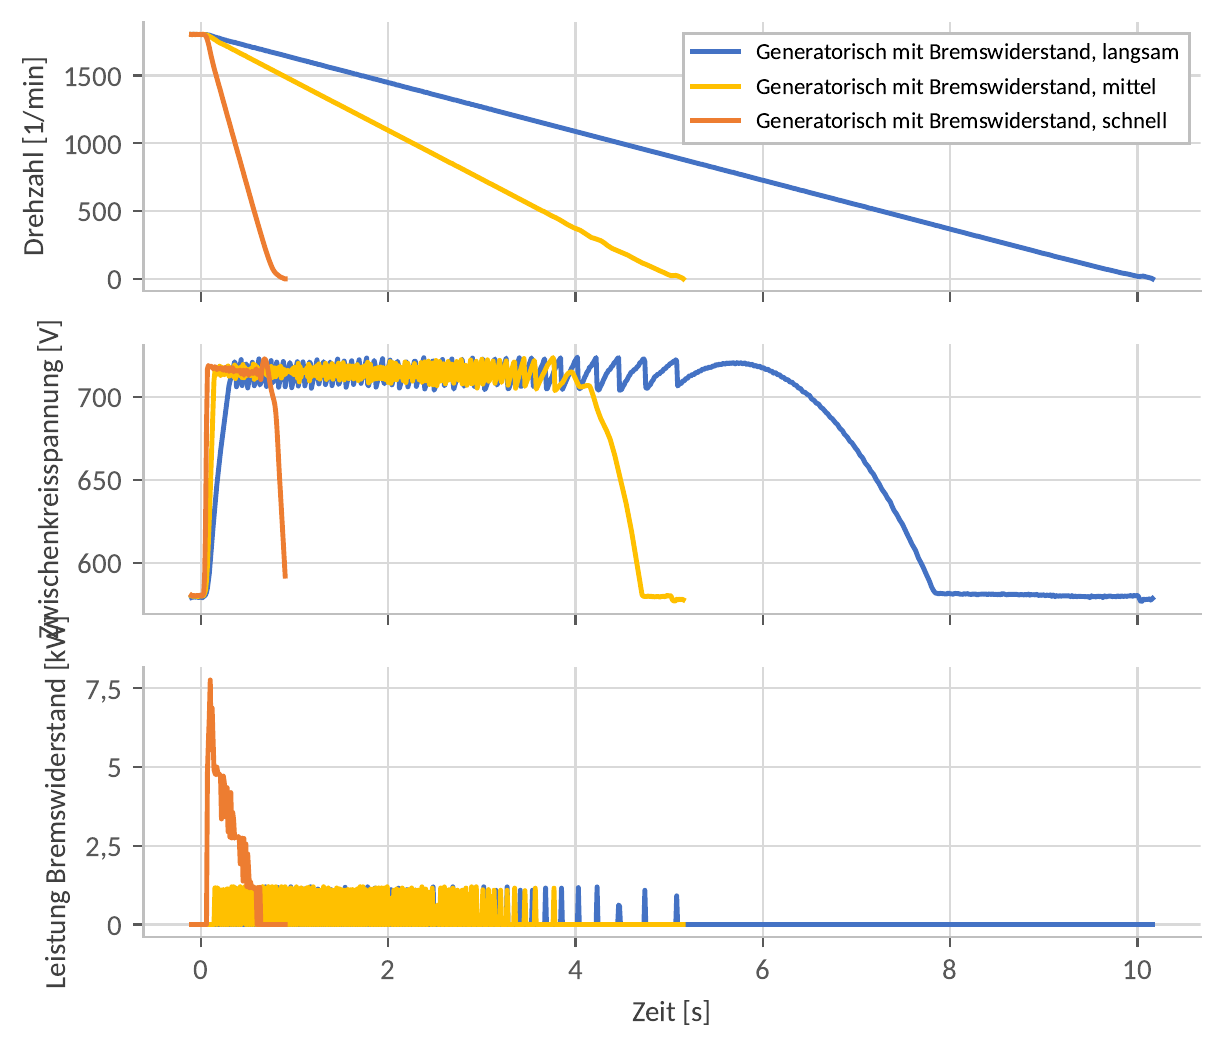 Drehzahl [1/min]
1500
1000
500
0
Generatorisch mit Bremswiderstand, langsam
Generatorisch mit Bremswiderstand, mittel
Generatorisch mit Bremswiderstand, schnell
Zwischenkreisspannung [V]
700
650
600
Leistung Bremswiderstand [kW]
7,5
5
2,5
0
0 2 4 6 8 10
Zeit [s]